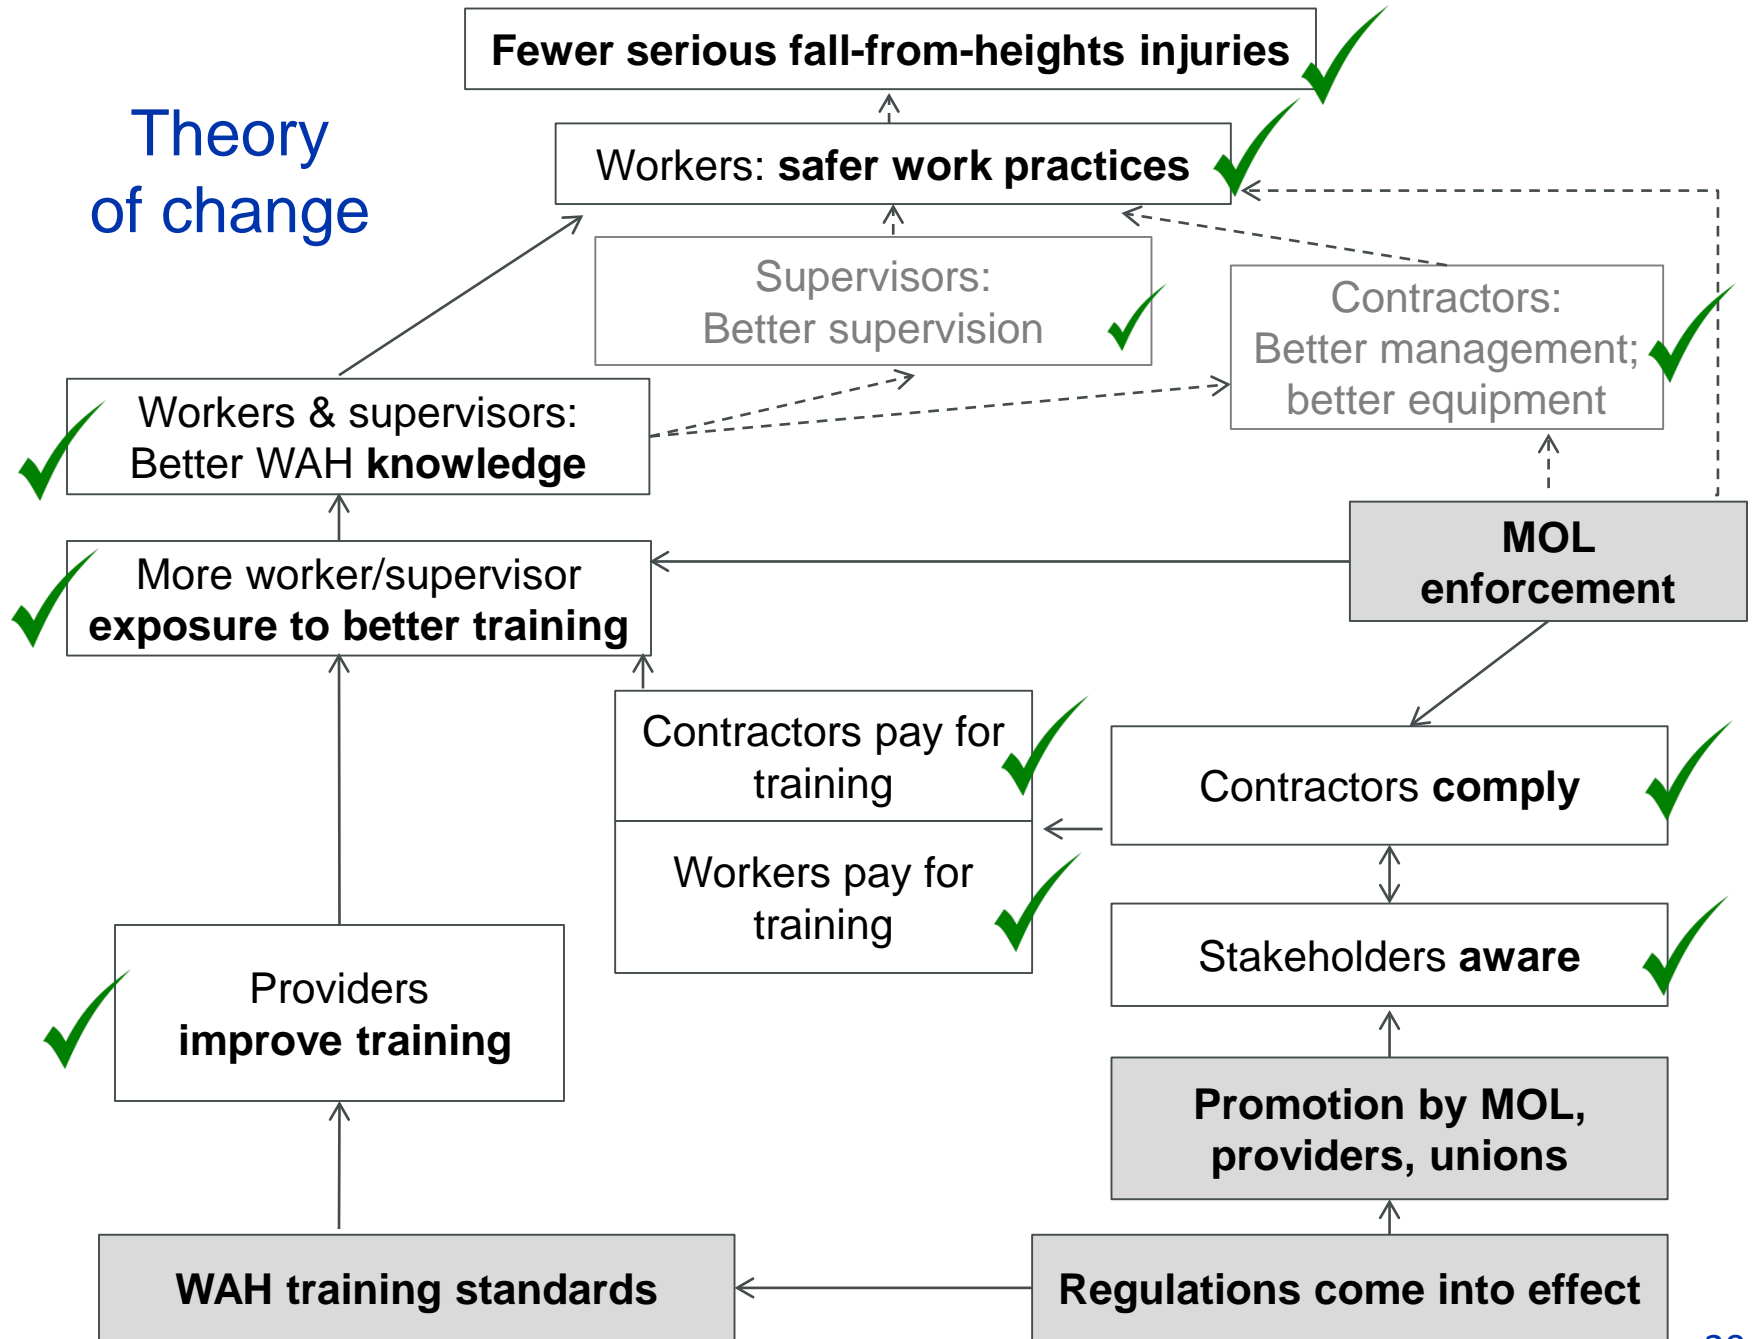 Fewer serious fall-from-heights injuries
Theory
of change
Workers: safer work practices
Supervisors:
Better supervision
Contractors:
Better management;
better equipment
Workers & supervisors:
Better WAH knowledge
MOL
enforcement
More worker/supervisor
exposure to better training
Contractors pay for
training
Contractors comply
Workers pay for
training
Stakeholders aware
Providers
improve training
Promotion by MOL,
providers, unions
WAH training standards
Regulations come into effect